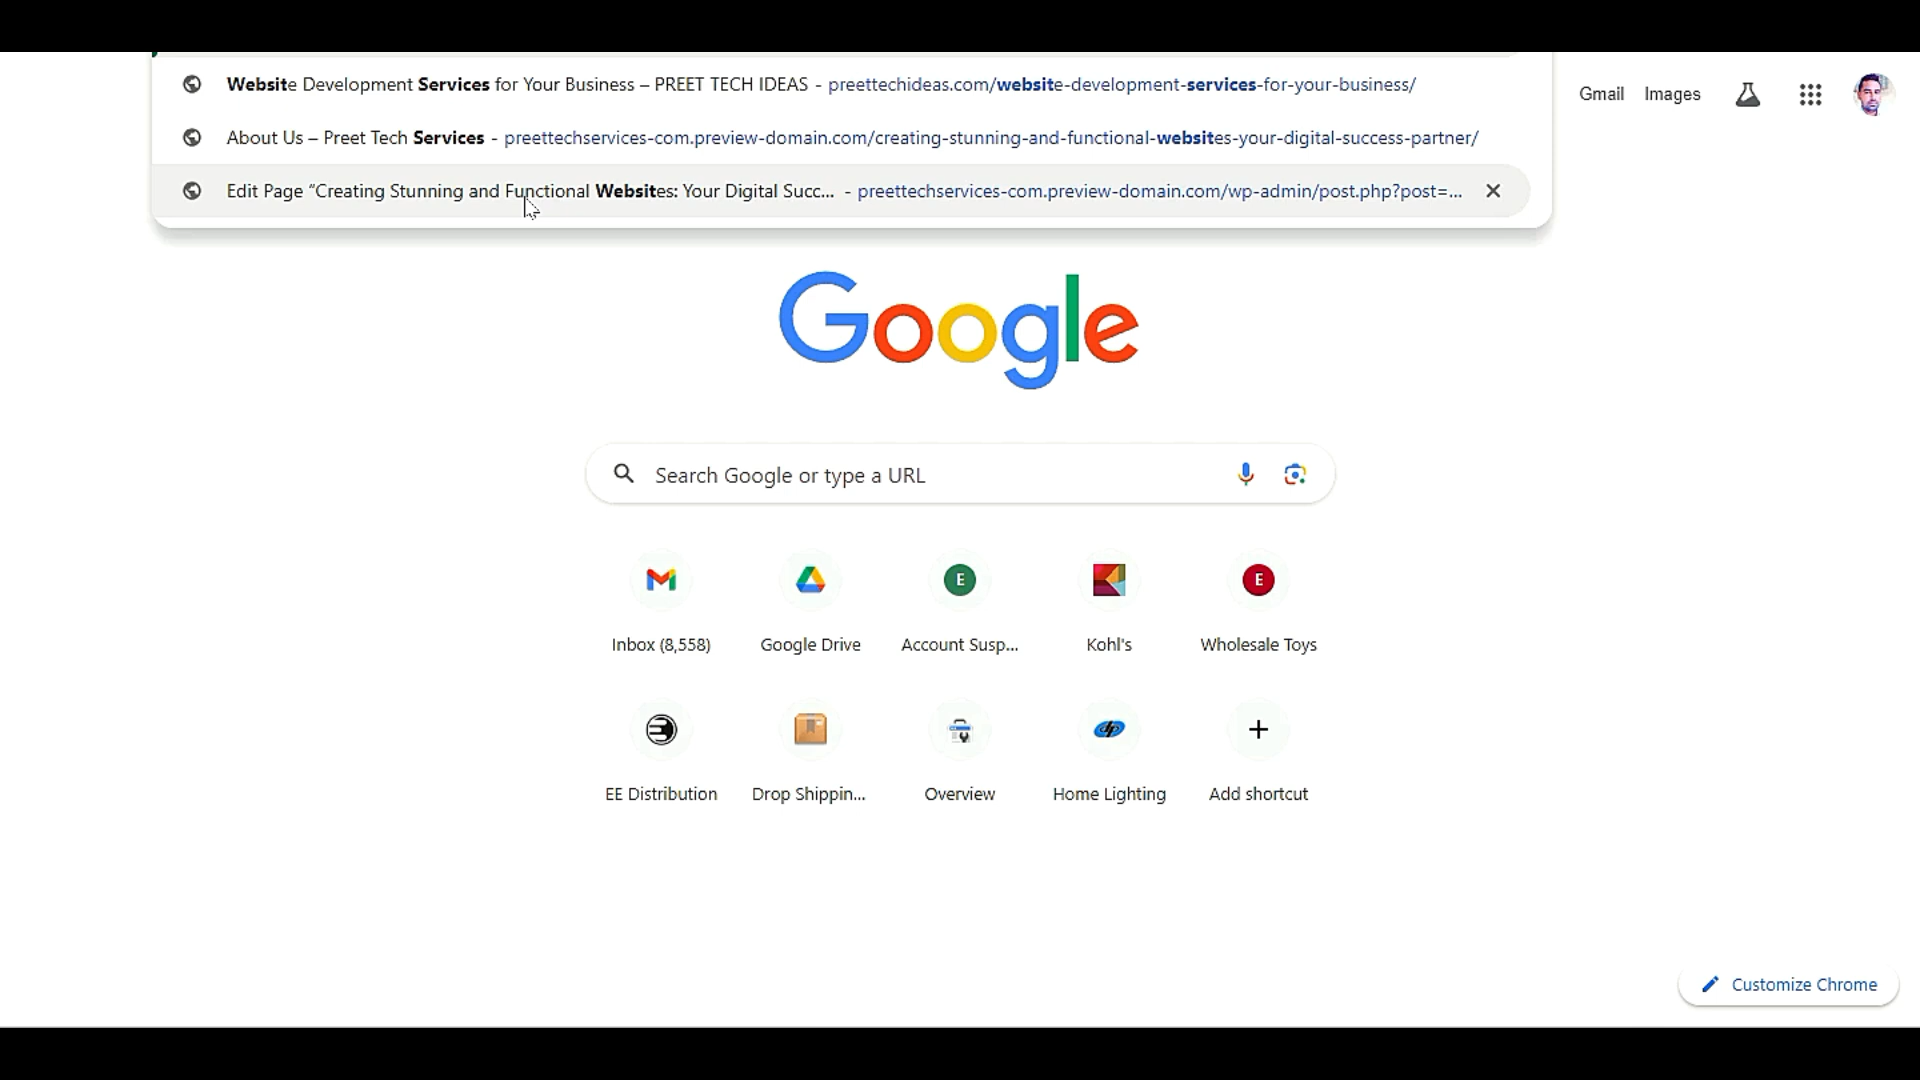 Website Development Services for Your Business – PREET TECH IDEAS - preettechideas.com/website-development-services-for-your-business/
About Us – Preet Tech Services - preettechservices-com.preview-domain.com/creating-stunning-and-functional-websites-your-digital-success-partner/
Edit Page “Creating Stunning and Functional Websites: Your Digital Succ... - preettechservices-com.preview-domain.com/wp-admin/post.php?post=...
Gmail Images
Google
Search Google or type a URL
E E
Inbox (8,558) Google Drive Account Susp... Kohl's Wholesale Toys
EE Distribution Drop Shippin... Overview Home Lighting Add shortcut
Customize Chrome